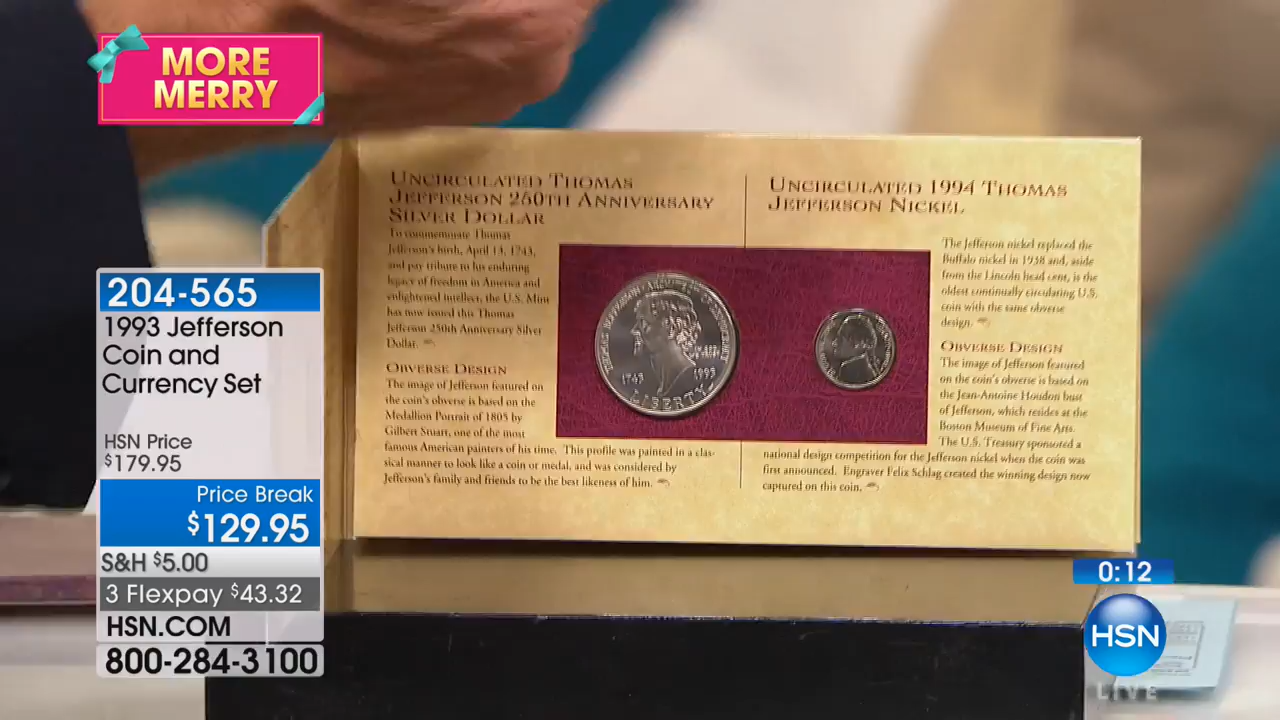 MORE
MERRY
204-565
1993 Jefferson
Coin and
Currency Set
HSN Price
$179.95
Price Break
$129.95
S&H $5.00
3 Flexpay $43.32
HSN.COM
800-284-3100
UNCIRCULATED THOMAS
JEFFERSON 250TH ANNIVERSARY
SILVER DOLLAR
To commemorate Thomas
Jefferson's birth, April 13, 1743,
and pay tribute to his enduring
legacy of freedom in America and
enlightened intellect, the U.S. Mint
has now issued this Thomas
Jefferson 250th Anniversary Silver
Dollar.
OBVERSE DESIGN
The image of Jefferson featured on
the coin's obverse is based on the
Medallion Portrait of 1805 by
Gilbert Stuart, one of the most
famous American painters of his time. This profile was painted in a clas-
sical manner to look like a coin or medal, and was considered by
Jefferson's family and friends to be the best likeness of him.
1743 1993
LIBERTY
UNCIRCULATED 1994 THOMAS
JEFFERSON NICKEL
The Jefferson nickel replaced the
Buffalo nickel in 1938 and, aside
from the Lincoln head cent, is the
oldest continually circulating U.S.
coin with the same obverse
design.
OBVERSE DESIGN
The image of Jefferson featured
on the coin's obverse is based on
the Jean-Antoine Houdon bust
of Jefferson, which resides at the
Boston Museum of Fine Arts.
The U.S. Treasury sponsored a
national design competition for the Jefferson nickel when the coin was
first announced. Engraver Felix Schlag created the winning design now
captured on this coin.
0:12
HSN
LIVE